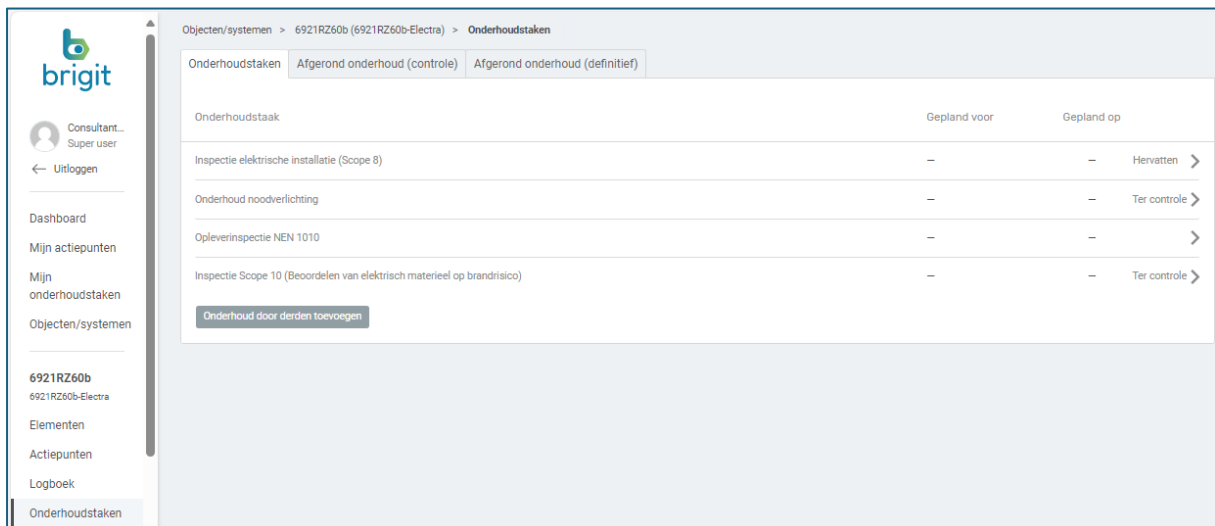 brigit
Consultant...
Super user
← Uitloggen
Dashboard
Mijn actiepunten
Mijn
onderhoudstaken
Objecten/systemen
6921RZ60b
6921RZ60b-Electra
Elementen
Actiepunten
Logboek
Onderhoudstaken
Objecten/systemen > 6921RZ60b (6921RZ60b-Electra) > Onderhoudstaken
Onderhoudstaken Afgerond onderhoud (controle) Afgerond onderhoud (definitief)
Onderhoudstaak Gepland voor Gepland op
Inspectie elektrische installatie (Scope 8) – – Hervatten
Onderhoud noodverlichting – – Ter controle
Opleverinspectie NEN 1010 – –
Inspectie Scope 10 (Beoordelen van elektrisch materieel op brandrisico) – – Ter controle
Onderhoud door derden toevoegen